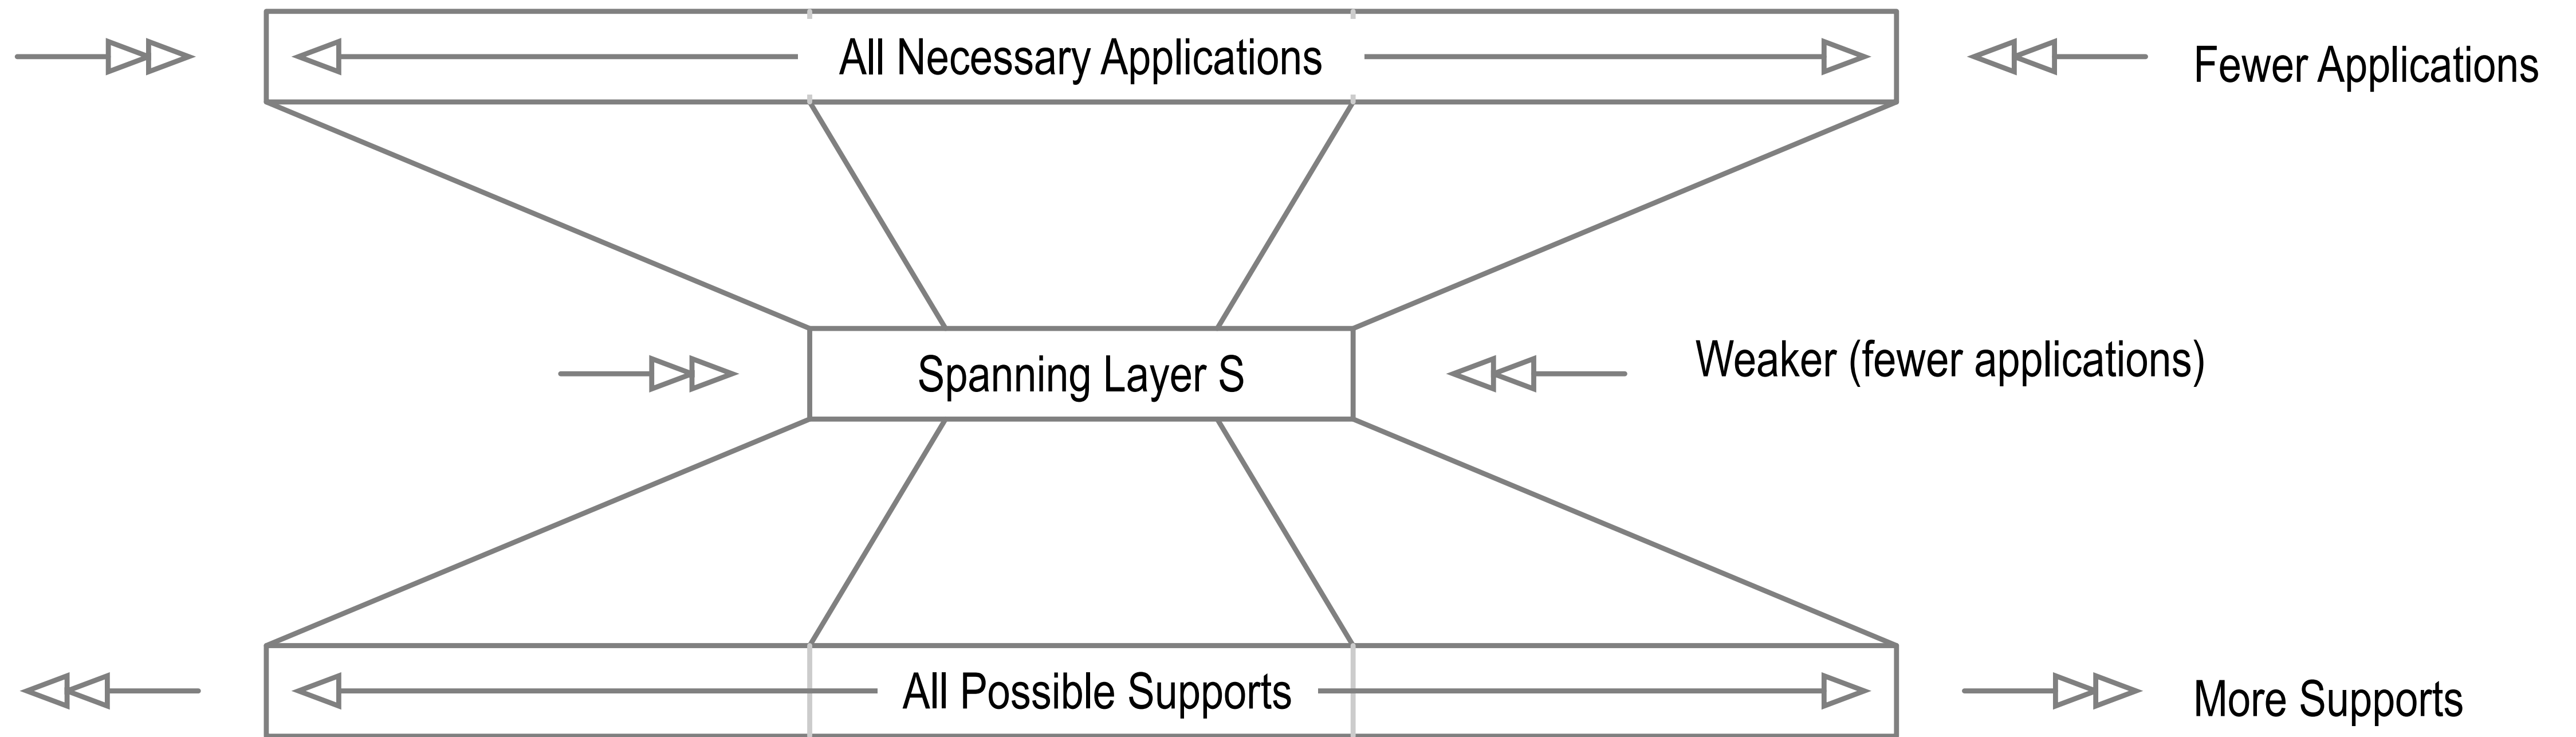 All Necessary Applications
Fewer Applications
Spanning Layer S
Weaker (fewer applications)
All Possible Supports
More Supports